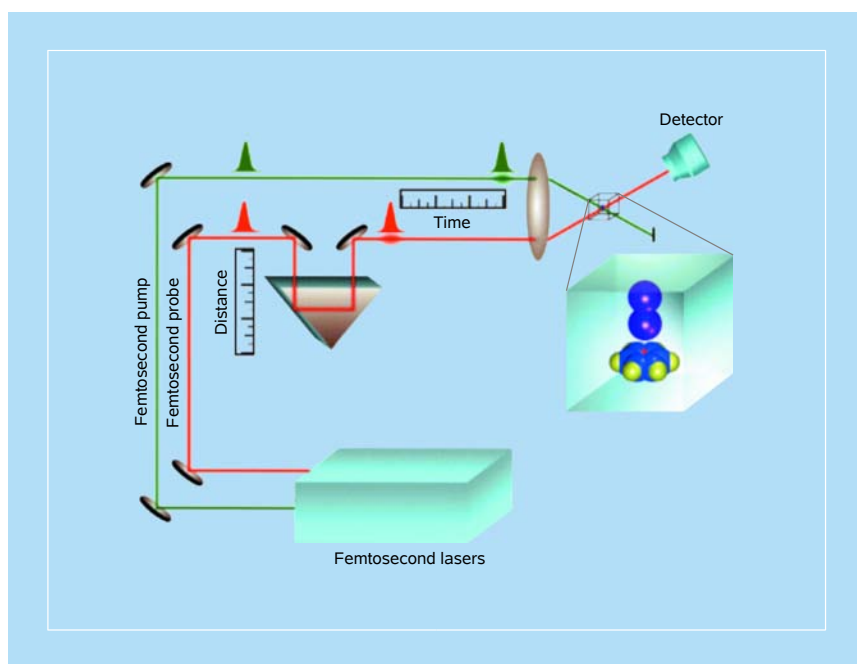 Detector
Time
Distance
Femtosecond pump
Femtosecond probe
Femtosecond lasers